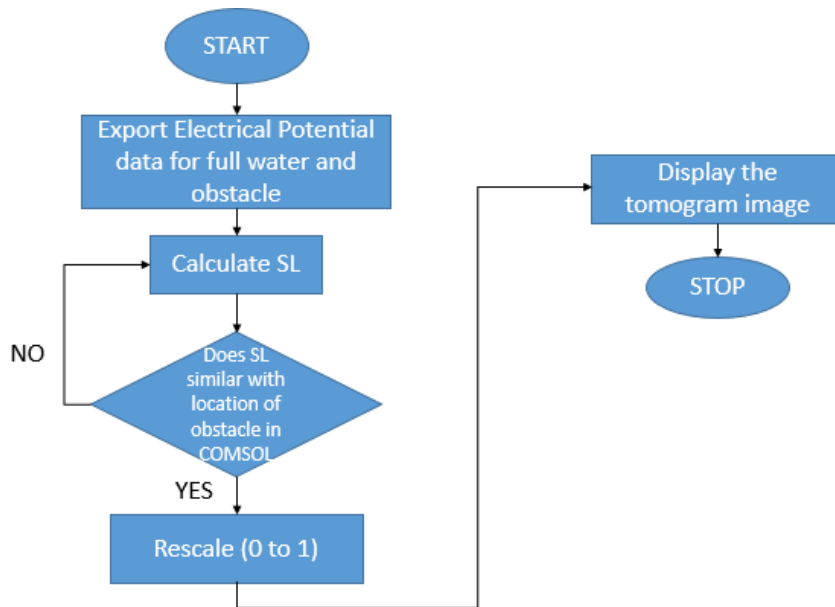 START
Export Electrical Potential
data for full water and
obstacle
Calculate SL
NO
Does SL
similar with
location of
obstacle in
COMSOL
YES
Rescale (0 to 1)
Display the
tomogram image
STOP